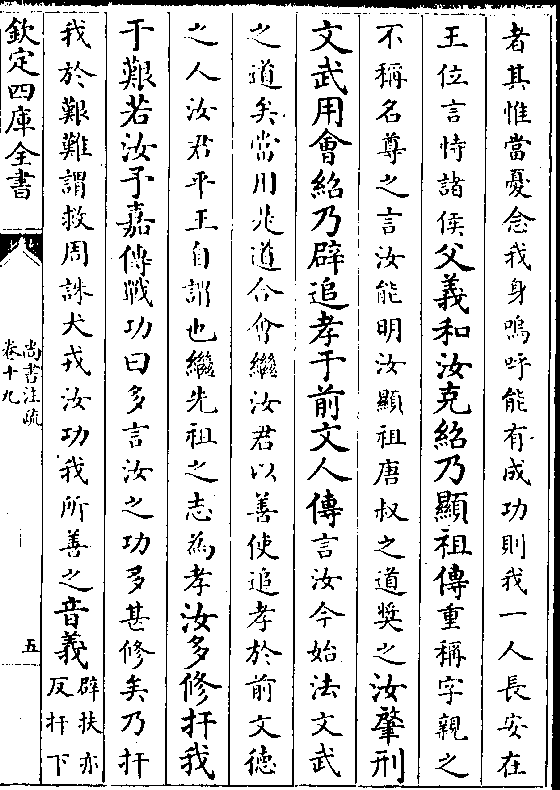 者其惟當憂念我身嗚呼能有成功則我一人長安在
王位言恃諸侯父義和汝克紹乃顯祖傳重稱字親之
不稱名尊之言汝能明汝顯祖唐叔之道奨之汝肇刑
文武用會紹乃辟追孝于前文人傳言汝今始法文武
之道矣當用是道合會繼汝君以善使追孝於前文德
之人汝君平王自謂也繼先祖之志為孝汝多修扞我
于艱若汝予嘉傳戰功曰多言汝之功多甚修矣乃扞
我於艱難謂救周誅犬戎汝功我所善之音義辟扶亦
反扞下
欽定四庫全書
尚書注疏
卷十九
五